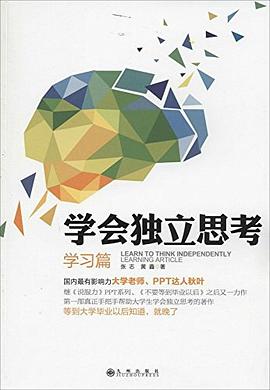 学会独立思考
学习篇
LEARN TO THINK INDEPENDENTLY
LEARNING ARTICLE
张志 黄鑫 著
国内最有影响力大学老师、PPT达人秋叶
继《说服力》PPT系列、《不要等到毕业以后》之后又一力作
第一部真正手把手帮助大学生学会独立思考的著作
等到大学毕业以后知道，就晚了
九州出版社
JIUZHOUPRESS